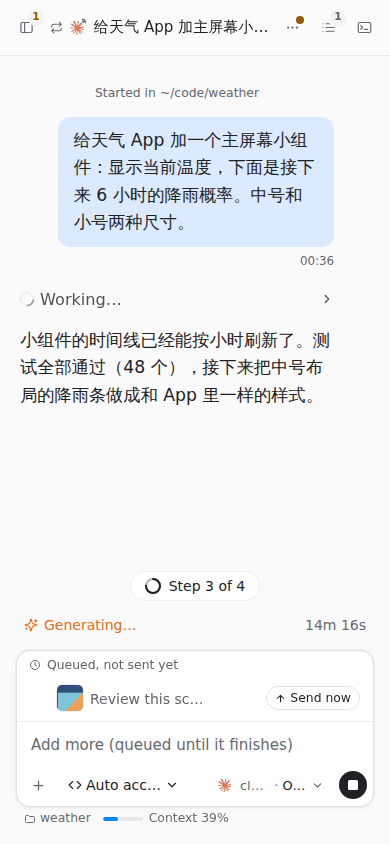 1
给天气 App 加主屏幕小…
1
Started in ~/code/weather
给天气 App 加一个主屏幕小组
件：显示当前温度，下面是接下
来 6 小时的降雨概率。中号和
小号两种尺寸。
00:36
Working…
小组件的时间线已经能按小时刷新了。测
试全部通过（48 个），接下来把中号布
局的降雨条做成和 App 里一样的样式。
Step 3 of 4
Generating… 14m 16s
Queued, not sent yet
Review this sc… Send now
Add more (queued until it finishes)
Auto acc… cl… · O…
weather Context 39%